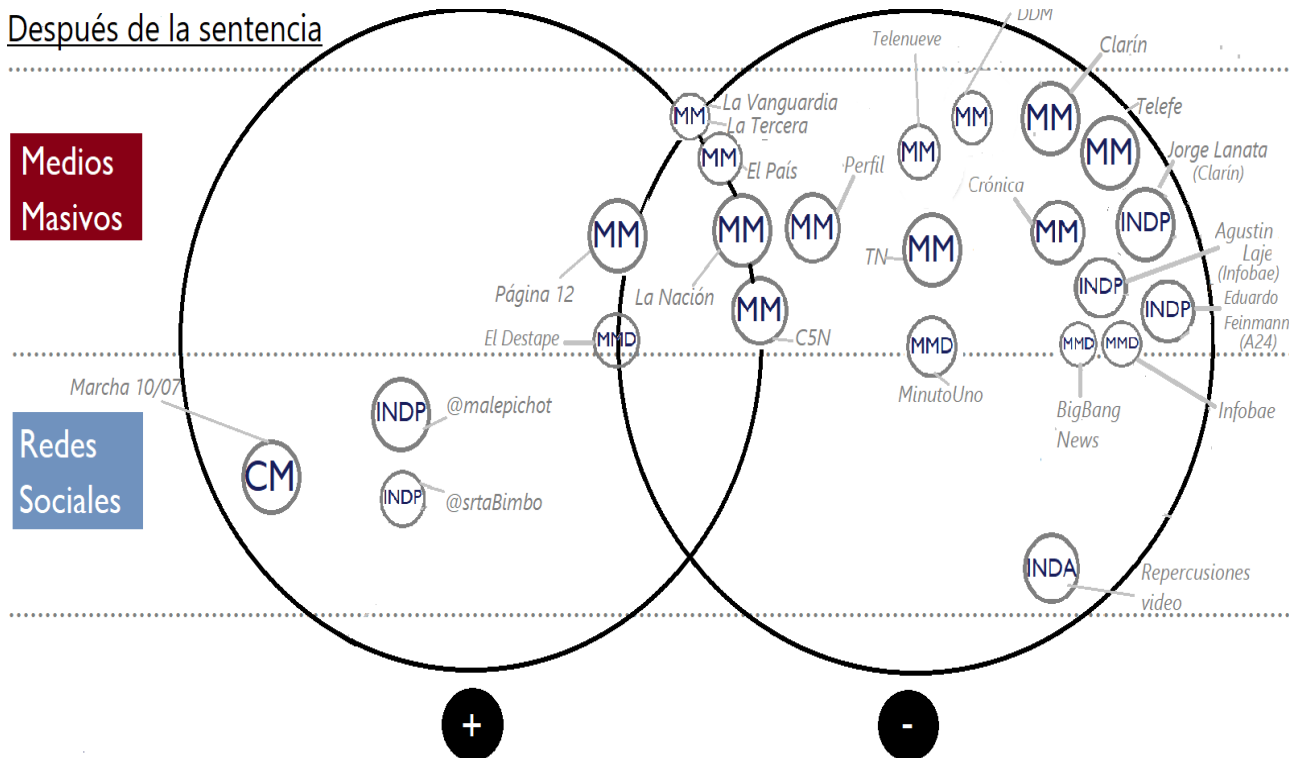 Después de la sentencia
DDM
Telenueve
Clarín
La Vanguardia
La Tercera
MM
MM
MM
Telefe
MM
Medios
Masivos
MM
El País
Perfil
MM
MM
Jorge Lanata
(Clarín)
Crónica
MM
MM
MM
MM
INDP
MM
TN
Agustin
Laje
(Infobae)
Página 12
La Nación
INDP
MM
INDP
Eduardo
Feinmann
(A24)
El Destape
MMD
C5N
MMD
MMD
MMD
Marcha 10/07
MinutoUno
BigBang
News
Infobae
INDP
@malepichot
Redes
Sociales
CM
INDP
@srtaBimbo
INDA
Repercusiones
video
+
-